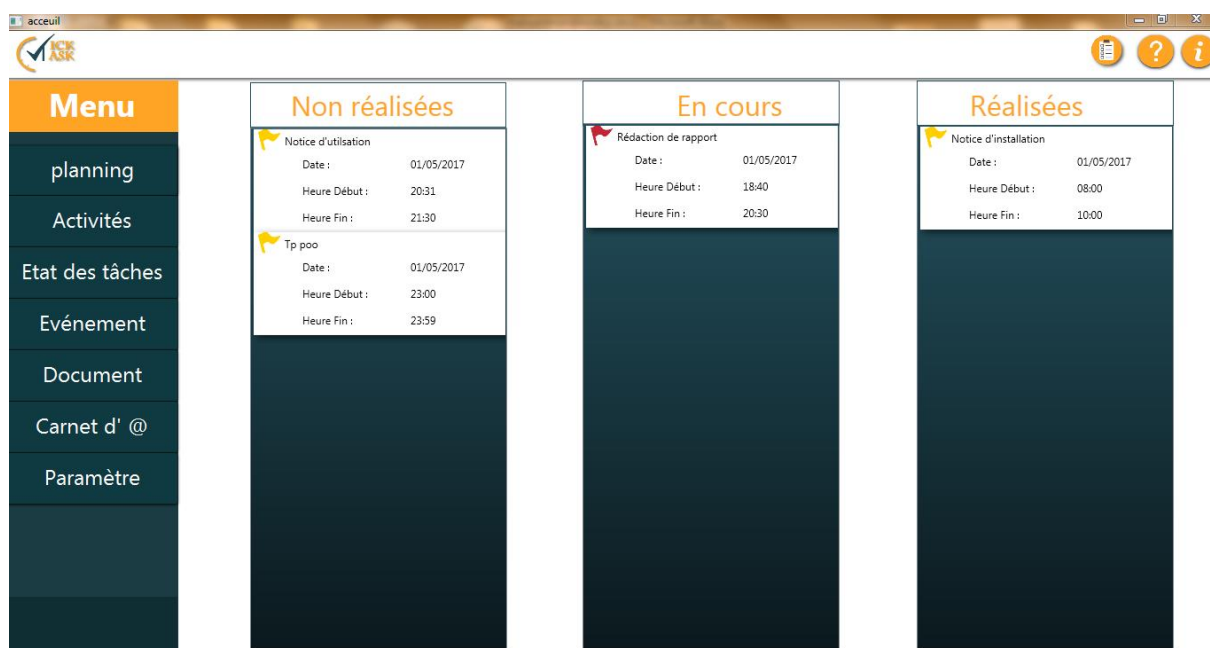 acceuil
ICK
ASK
Menu
planning
Activités
Etat des tâches
Evénement
Document
Carnet d' @
Paramètre
Non réalisées
Notice d'utilsation
Date : 01/05/2017
Heure Début : 20:31
Heure Fin : 21:30
Tp poo
Date : 01/05/2017
Heure Début : 23:00
Heure Fin : 23:59
En cours
Rédaction de rapport
Date : 01/05/2017
Heure Début : 18:40
Heure Fin : 20:30
Réalisées
Notice d'installation
Date : 01/05/2017
Heure Début : 08:00
Heure Fin : 10:00